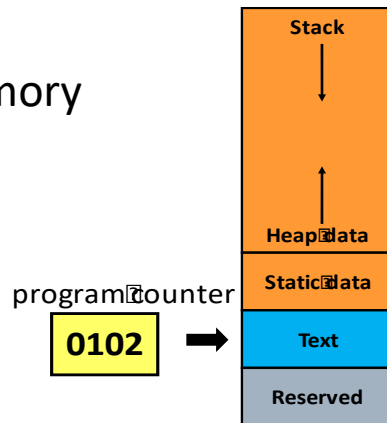 Stack
mory
Heap data
Static data
program counter
0102
Text
Reserved